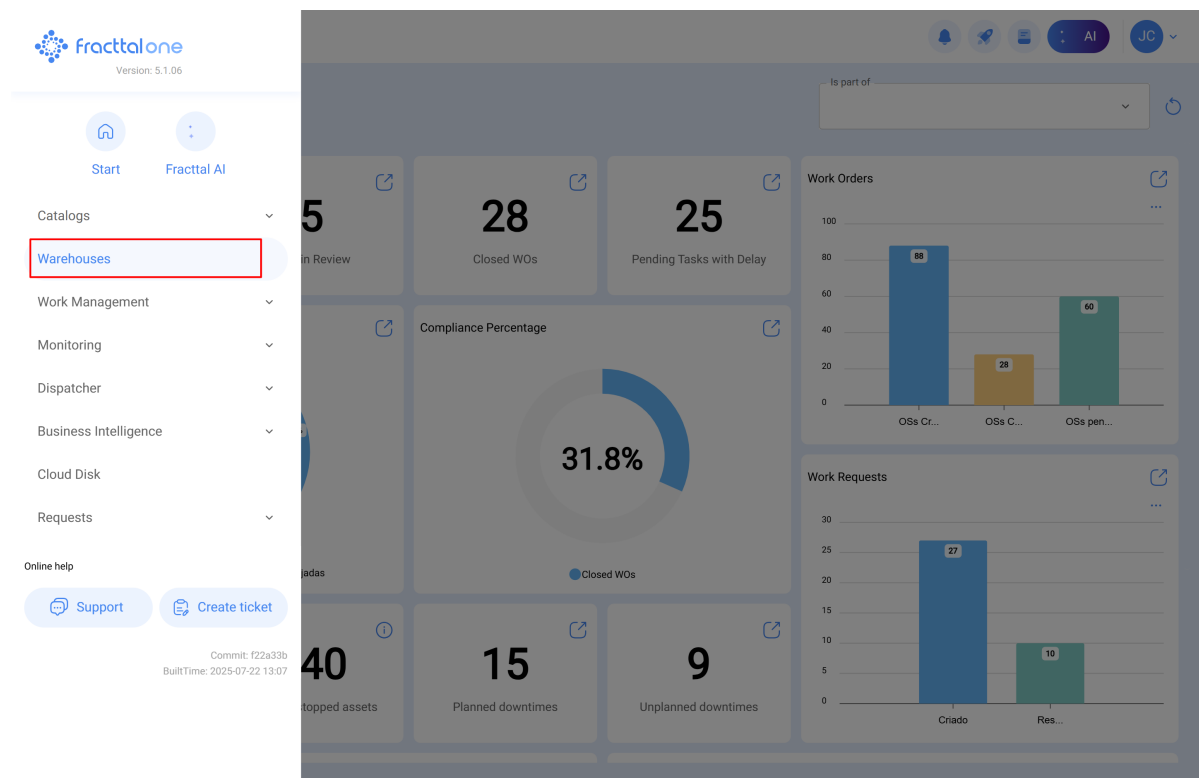 fracttalone
Version: 5.1.06
Start
Fracttal AI
Catalogs
Warehouses
Work Management
Monitoring
Dispatcher
Business Intelligence
Cloud Disk
Requests
Online help
Support
Create ticket
Commit: f22a33b
BuiltTime: 2025-07-22 13:07
AI
JC
Is part of
5
in Review
28
Closed WOs
25
Pending Tasks with Delay
Compliance Percentage
31.8%
Closed WOs
jadas
40
topped assets
15
Planned downtimes
9
Unplanned downtimes
Work Orders
...
100
80
60
40
20
0
88
28
60
OSs Cr...
OSs C...
OSs pen...
Work Requests
...
30
25
20
15
10
5
0
27
10
Criado
Res...